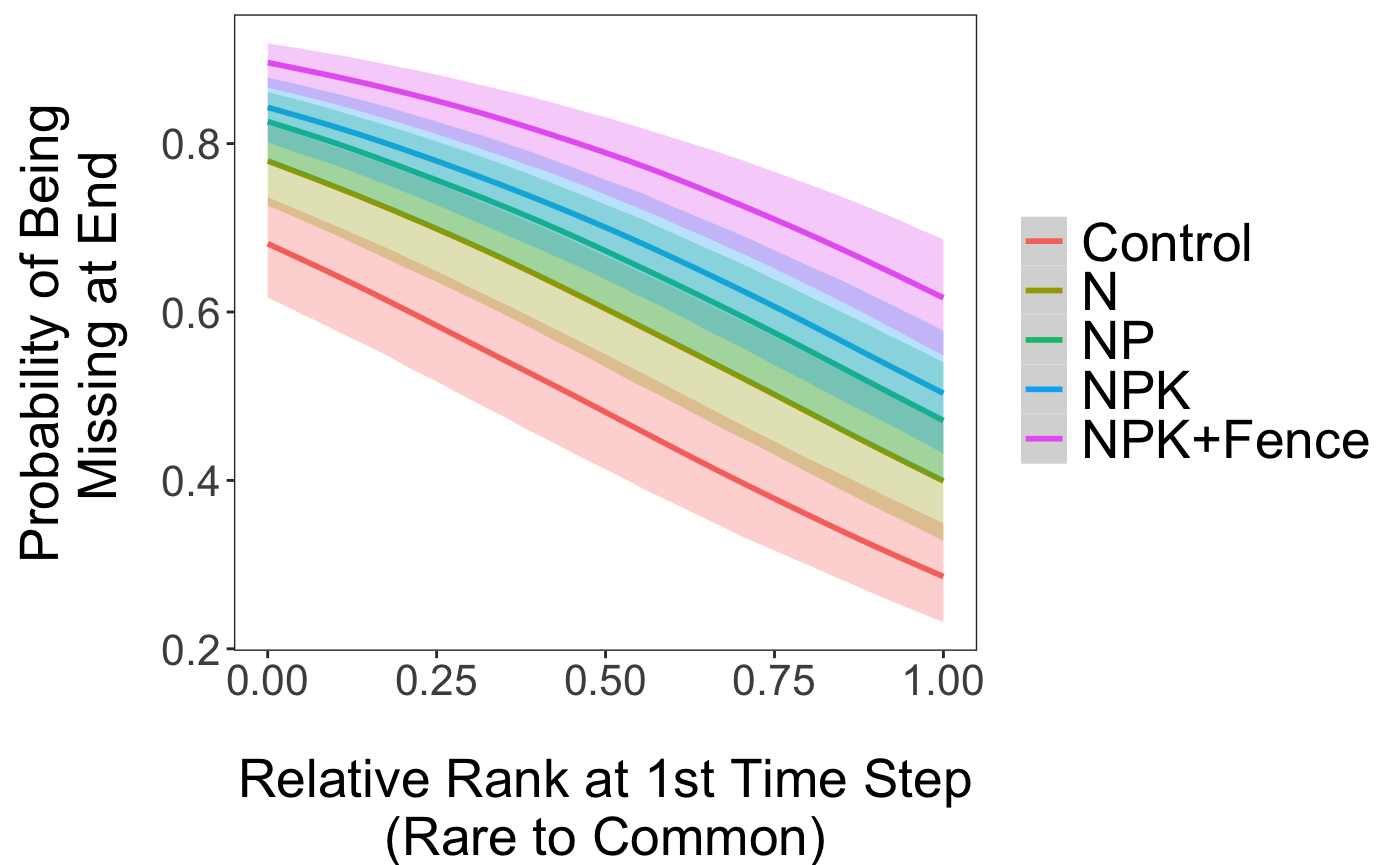 Probability of Being
Missing at End
0.8
0.6
0.4
0.2
0.00
0.25
0.50
0.75
1.00
Relative Rank at 1st Time Step
(Rare to Common)
Control
N
NP
NPK
NPK+Fence